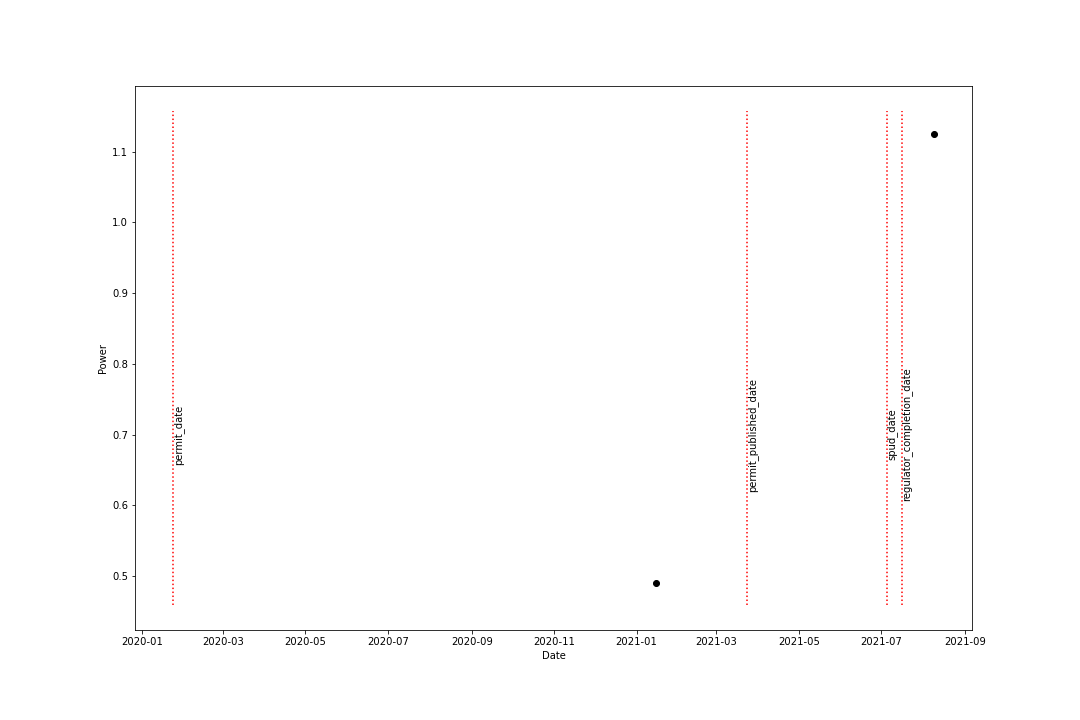 1.1
1.0
0.9
0.8
0.7
0.6
0.5
Power
permit_date
permit_published_date
spud_date
regulator_completion_date
2020-01 2020-03 2020-05 2020-07 2020-09 2020-11 2021-01 2021-03 2021-05 2021-07 2021-09
Date